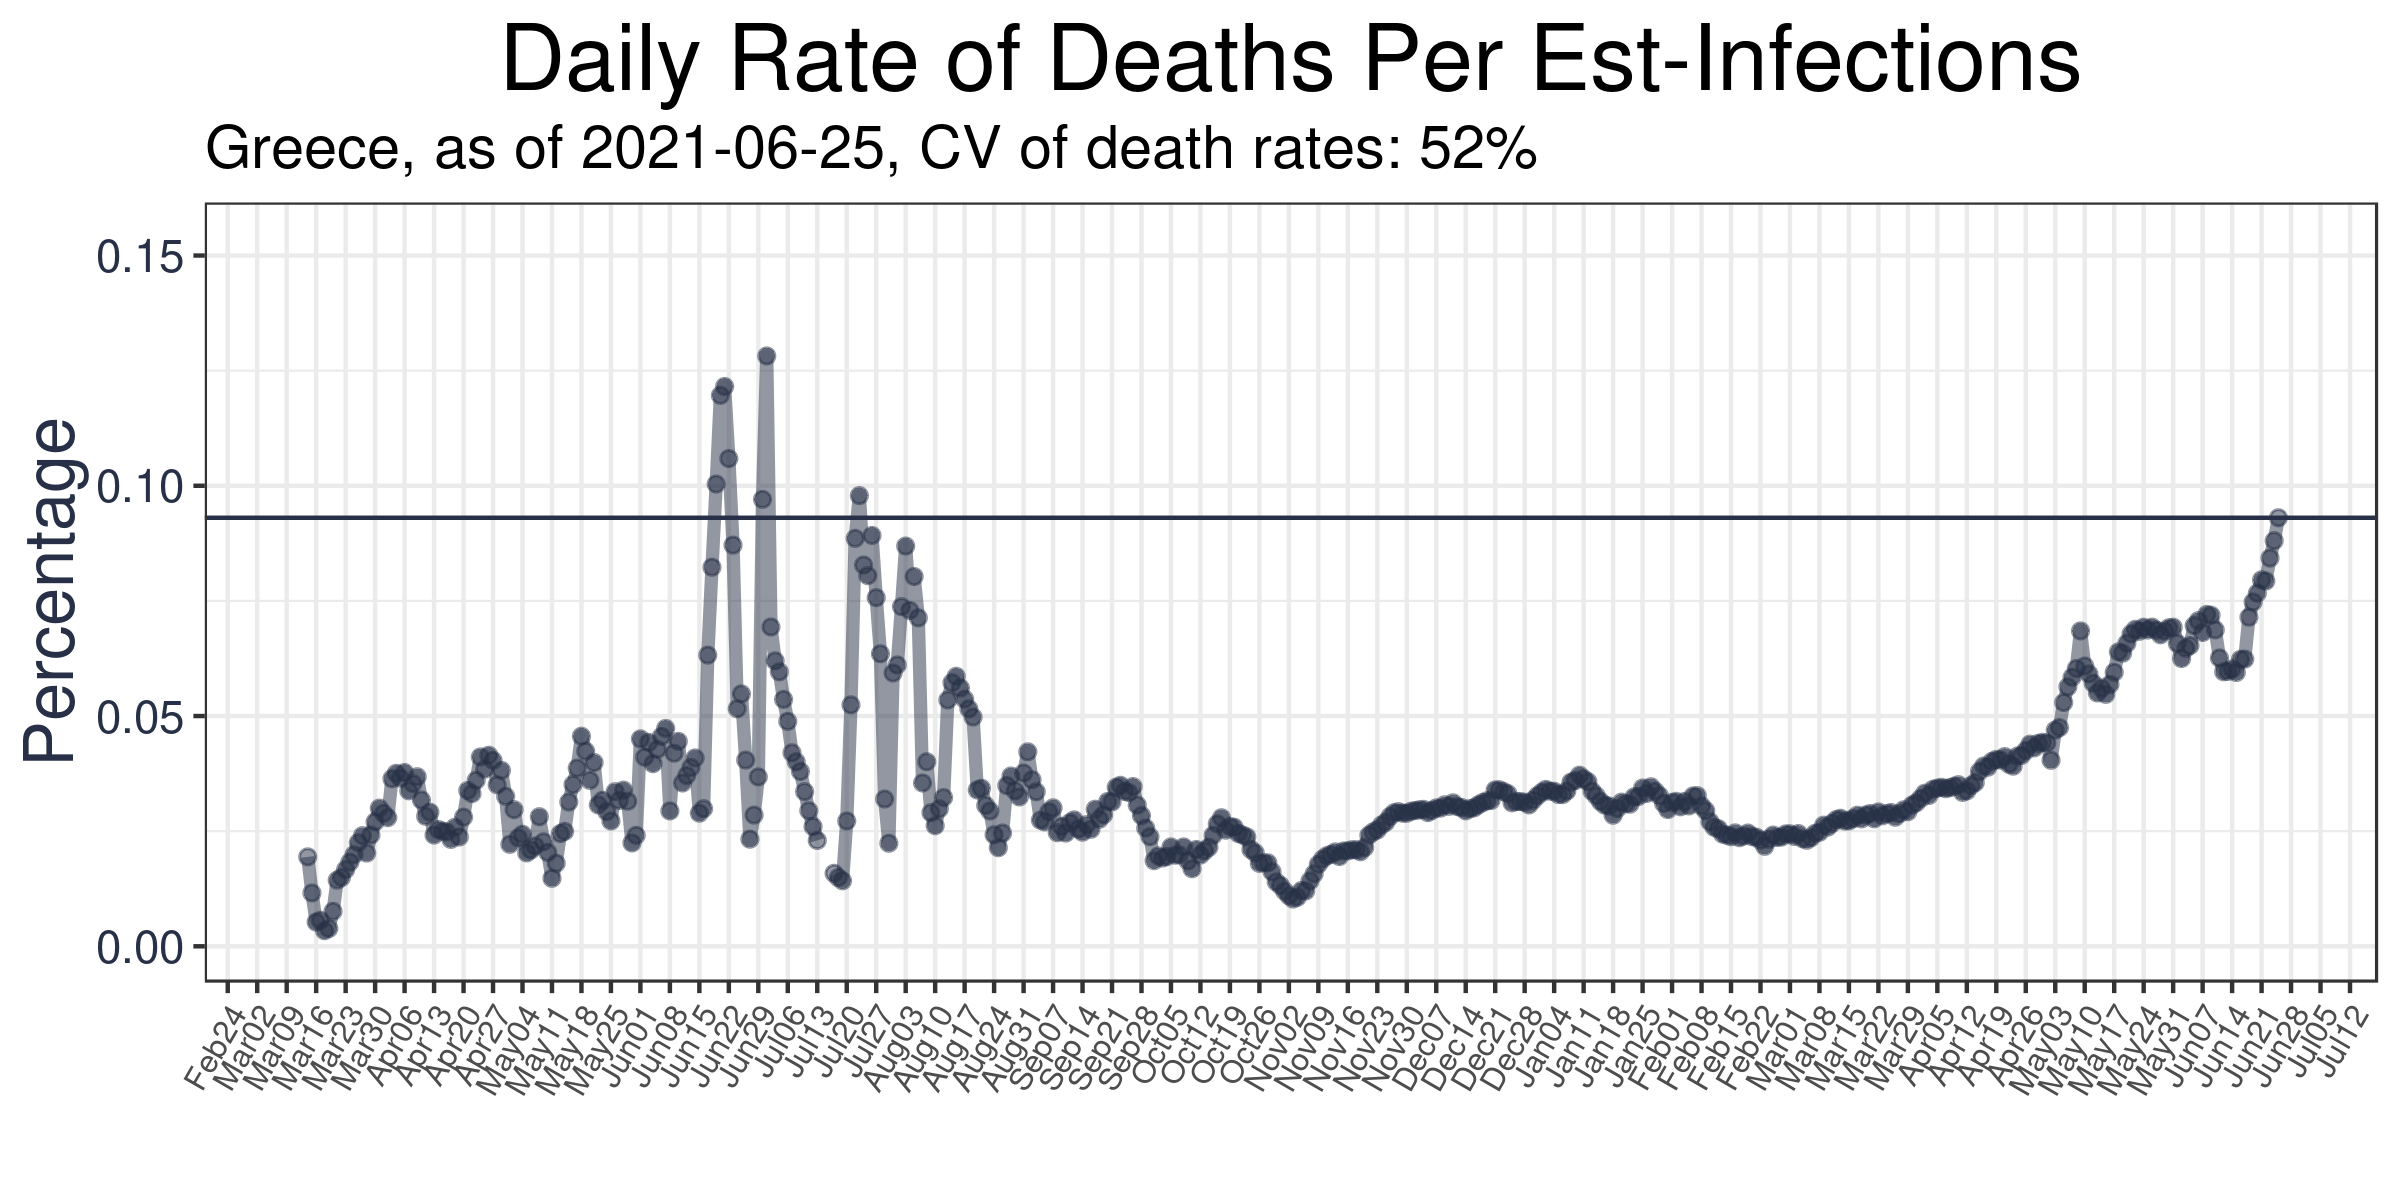 Daily Rate of Deaths Per Est-Infections
Greece, as of 2021-06-25, CV of death rates: 52%
Percentage
0.15
0.10
0.05
0.00
Feb24
Mar02
Mar09
Mar16
Mar23
Mar30
Apr06
Apr13
Apr20
Apr27
May04
May11
May18
May25
Jun01
Jun08
Jun15
Jun22
Jun29
Jul06
Jul13
Jul20
Jul27
Aug03
Aug10
Aug17
Aug24
Aug31
Sep07
Sep14
Sep21
Sep28
Oct05
Oct12
Oct19
Oct26
Nov02
Nov09
Nov16
Nov23
Nov30
Dec07
Dec14
Dec21
Dec28
Jan04
Jan11
Jan18
Jan25
Feb01
Feb08
Feb15
Feb22
Mar01
Mar08
Mar15
Mar22
Mar29
Apr05
Apr12
Apr19
Apr26
May03
May10
May17
May24
May31
Jun07
Jun14
Jun21
Jun28
Jul05
Jul12